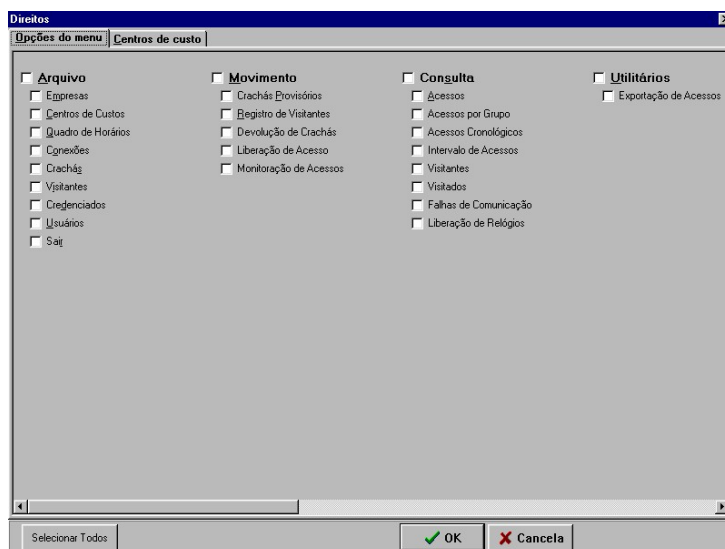 Direitos
Opções do menu
Centros de custo
Arquivo
Empresas
Centros de Custos
Quadro de Horários
Conexões
Crachás
Visitantes
Credenciados
Usuários
Sair
Movimento
Crachás Provisórios
Registro de Visitantes
Devolução de Crachás
Liberação de Acesso
Monitoração de Acessos
Consulta
Acessos
Acessos por Grupo
Acessos Cronológicos
Intervalo de Acessos
Visitantes
Visitados
Falhas de Comunicação
Liberação de Relógios
Utilitários
Exportação de Acessos
Selecionar Todos
OK
Cancela